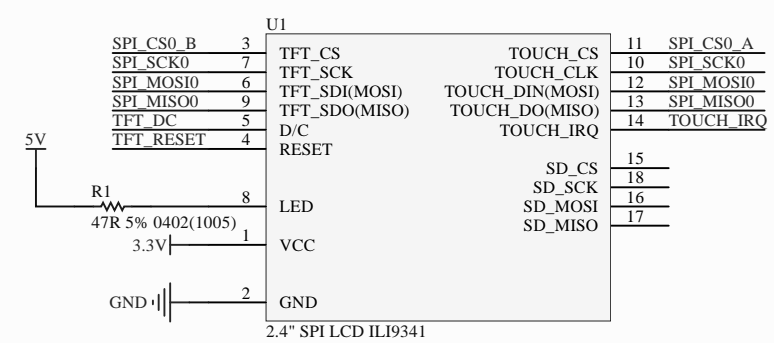 U1
SPI_CS0_B 3 TFT_CS TOUCH_CS 11 SPI_CS0_A
SPI_SCK0 7 TFT_SCK TOUCH_CLK 10 SPI_SCK0
SPI_MOSI0 6 TFT_SDI(MOSI) TOUCH_DIN(MOSI) 12 SPI_MOSI0
SPI_MISO0 9 TFT_SDO(MISO) TOUCH_DO(MISO) 13 SPI_MISO0
TFT_DC 5 D/C TOUCH_IRQ 14 TOUCH_IRQ
TFT_RESET 4 RESET
5V
SD_CS 15
SD_SCK 18
R1 8 LED SD_MOSI 16
47R 5% 0402(1005) SD_MISO 17
3.3V 1 VCC
GND 2 GND
2.4" SPI LCD ILI9341